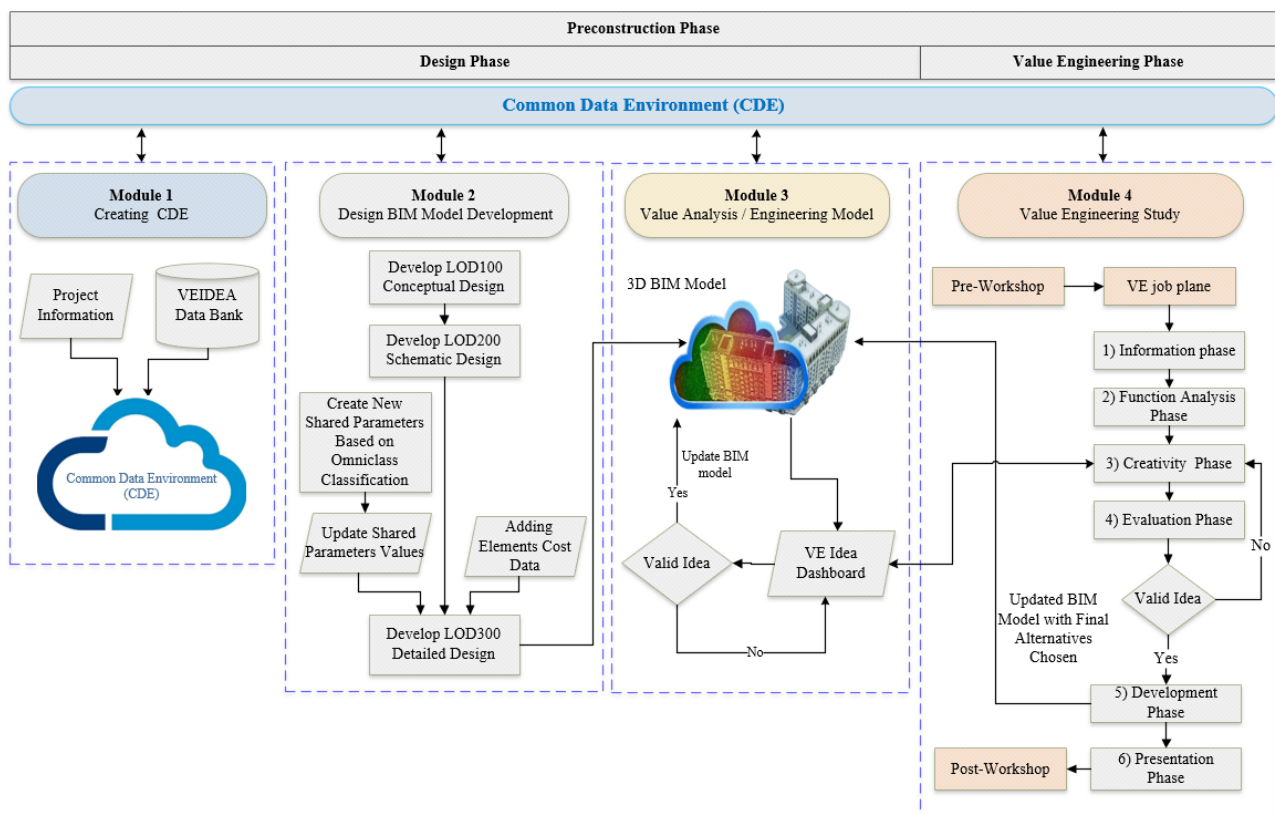 Preconstruction Phase
Design Phase
Value Engineering Phase
Common Data Environment (CDE)
Module 1
Creating CDE
Project
Information
VEIDEA
Data Bank
Common Data Environment
(CDE)
Module 2
Design BIM Model Development
Develop LOD100
Conceptual Design
Develop LOD200
Schematic Design
Create New
Shared Parameters
Based on
Omniclass
Classification
Update Shared
Parameters Values
Adding
Elements Cost
Data
Develop LOD300
Detailed Design
Module 3
Value Analysis / Engineering Model
3D BIM Model
Update BIM
model
Yes
Valid Idea
VE Idea
Dashboard
No
Module 4
Value Engineering Study
Pre-Workshop
VE job plane
1) Information phase
2) Function Analysis
Phase
3) Creativity Phase
4) Evaluation Phase
No
Valid Idea
Updated BIM
Model with Final
Alternatives
Chosen
Yes
5) Development
Phase
6) Presentation
Phase
Post-Workshop